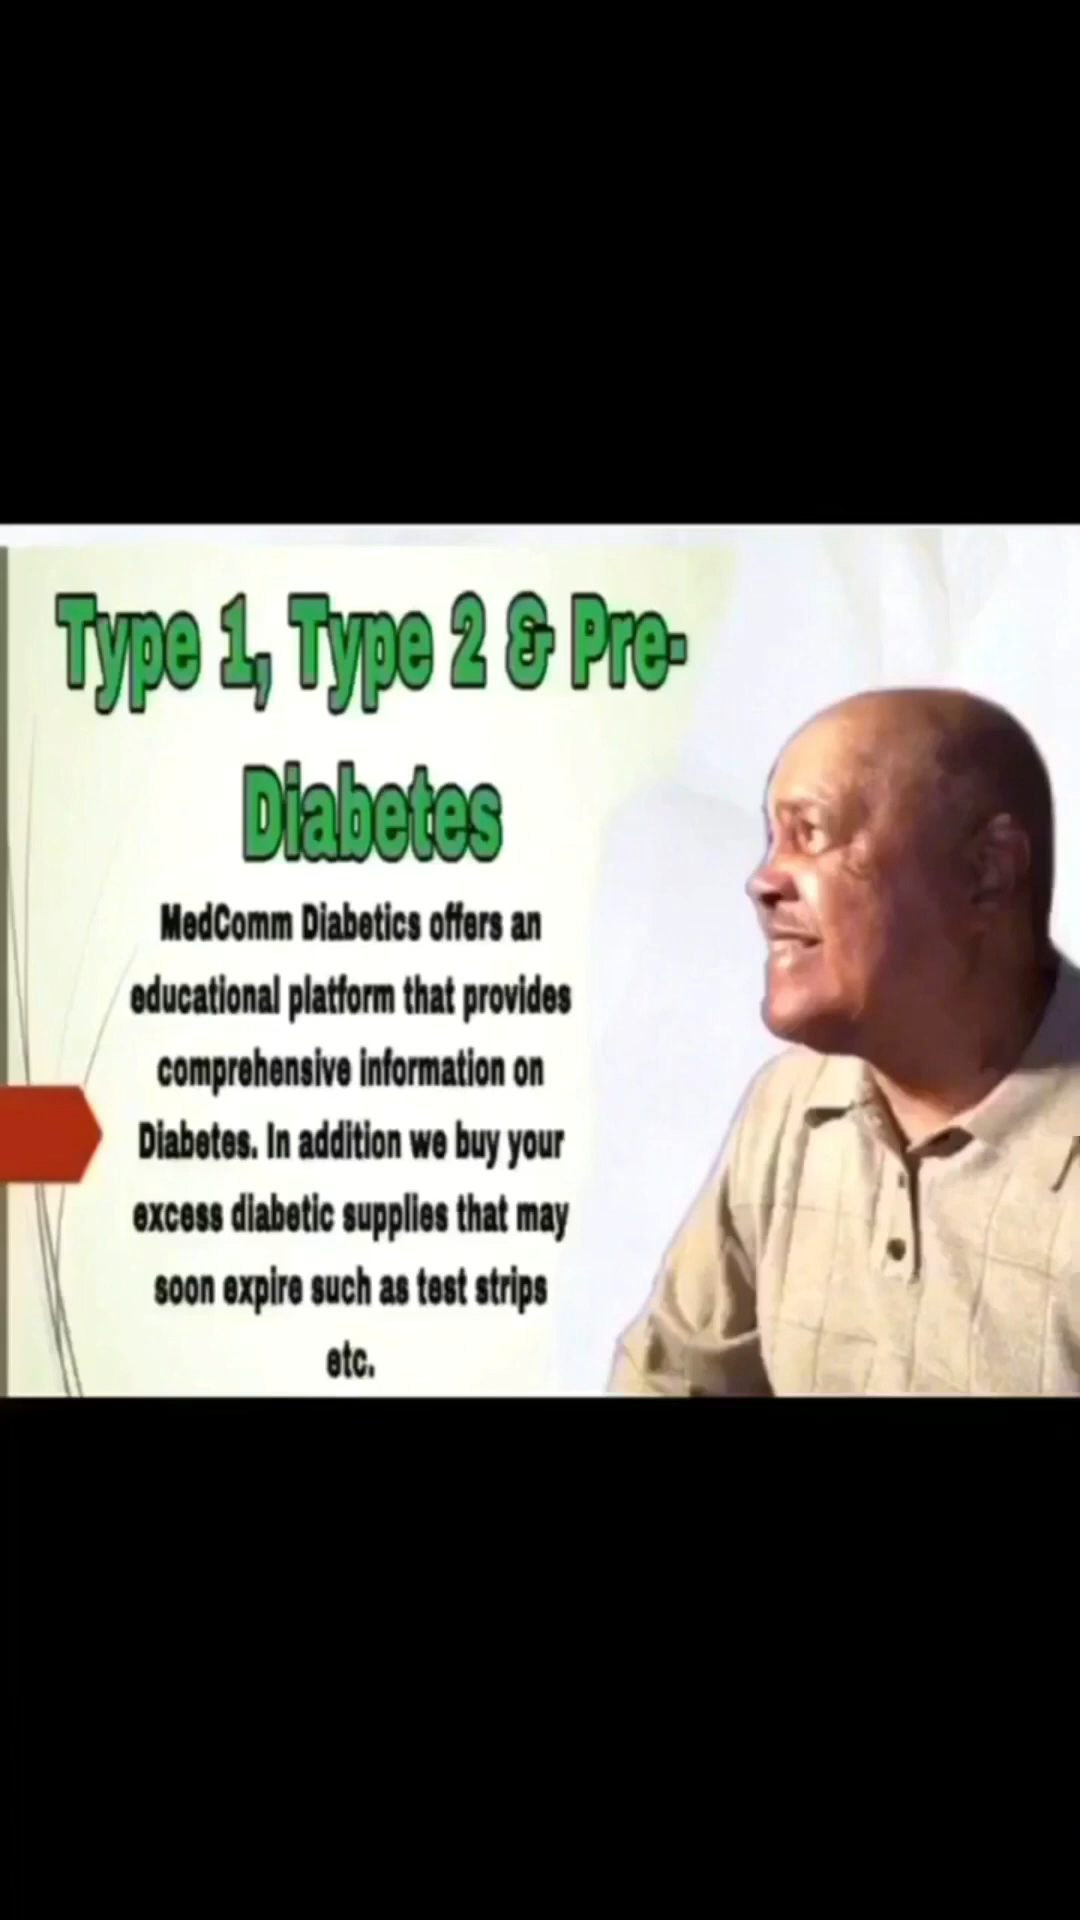 Type 1, Type 2 & Pre-
Diabetes
MedComm Diabetics offers an
educational platform that provides
comprehensive information on
Diabetes. In addition we buy your
excess diabetic supplies that may
soon expire such as test strips
etc.